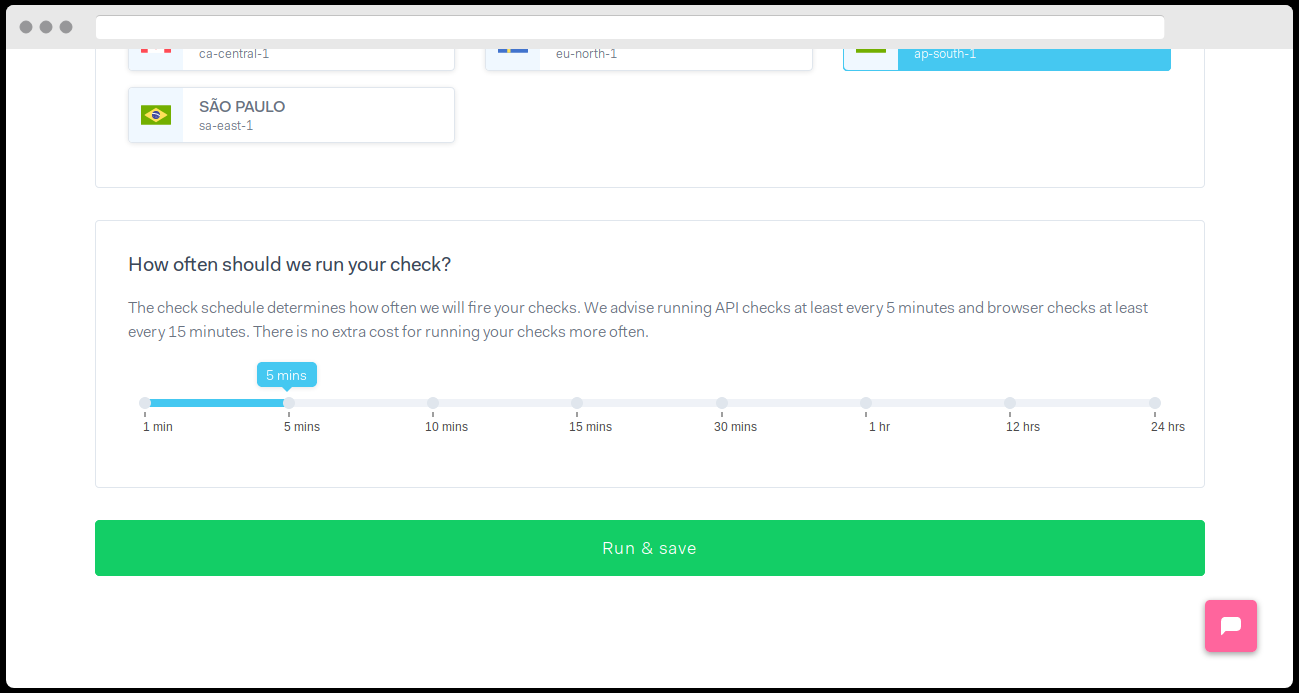 ca-central-1
eu-north-1
ap-south-1
SÃO PAULO
sa-east-1
How often should we run your check?
The check schedule determines how often we will fire your checks. We advise running API checks at least every 5 minutes and browser checks at least
every 15 minutes. There is no extra cost for running your checks more often.
5 mins
1 min
5 mins
10 mins
15 mins
30 mins
1 hr
12 hrs
24 hrs
Run & save